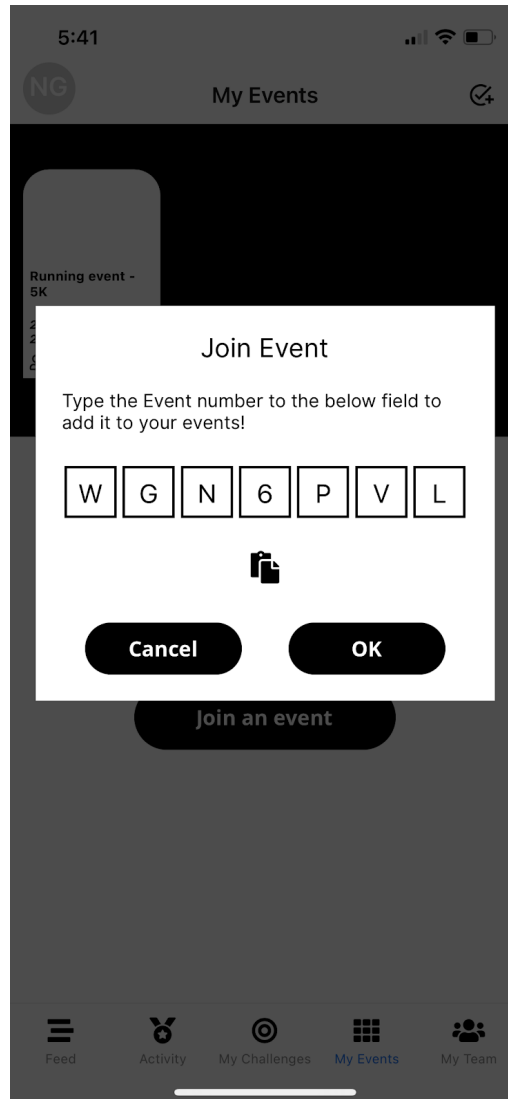 5:41
NG
My Events
Running event -
5K
2
2
Join Event
Type the Event number to the below field to
add it to your events!
W G N 6 P V L
Cancel
OK
Join an event
Feed
Activity
My Challenges
My Events
My Team